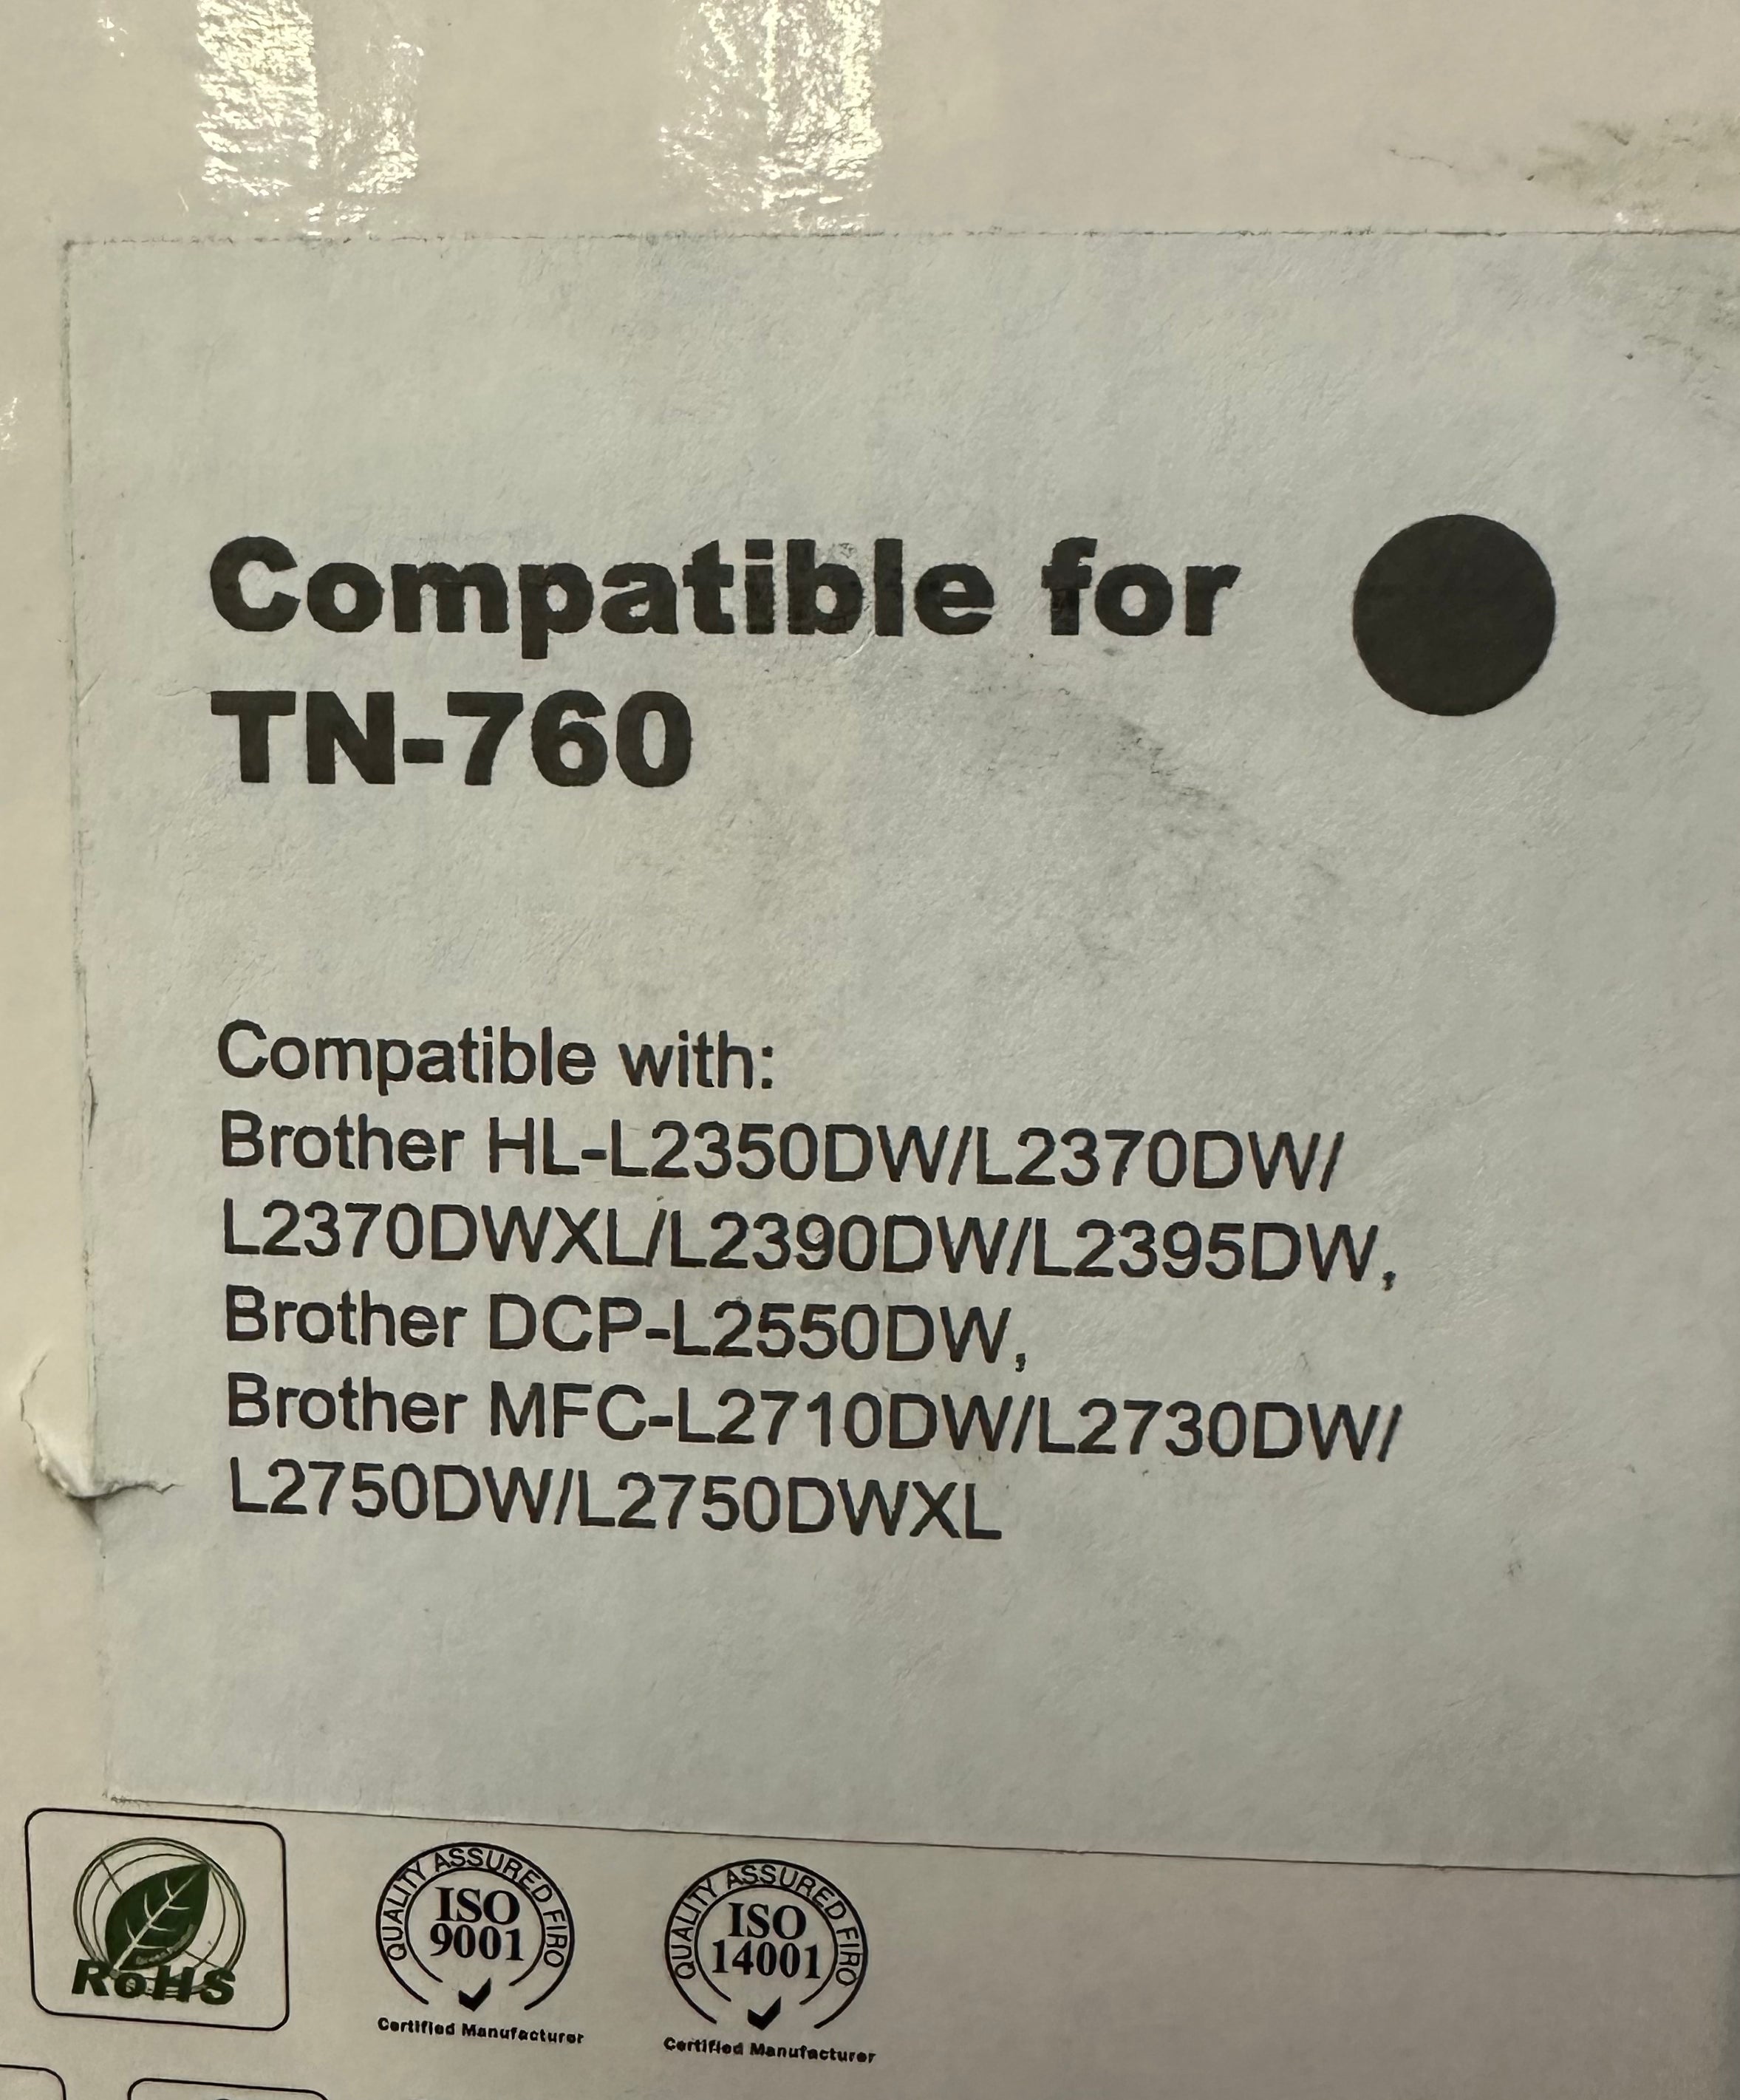 Compatible for
TN-760
Compatible with:
Brother HL-L2350DW/L2370DW/
L2370DWXL/L2390DW/L2395DW,
Brother DCP-L2550DW,
Brother MFC-L2710DW/L2730DW/
L2750DW/L2750DWXL
RoHS
QUALITY ASSURED FIRO
ISO
9001
Certified Manufacturer
QUALITY ASSURED FIRO
ISO
14001
Certified Manufacturer